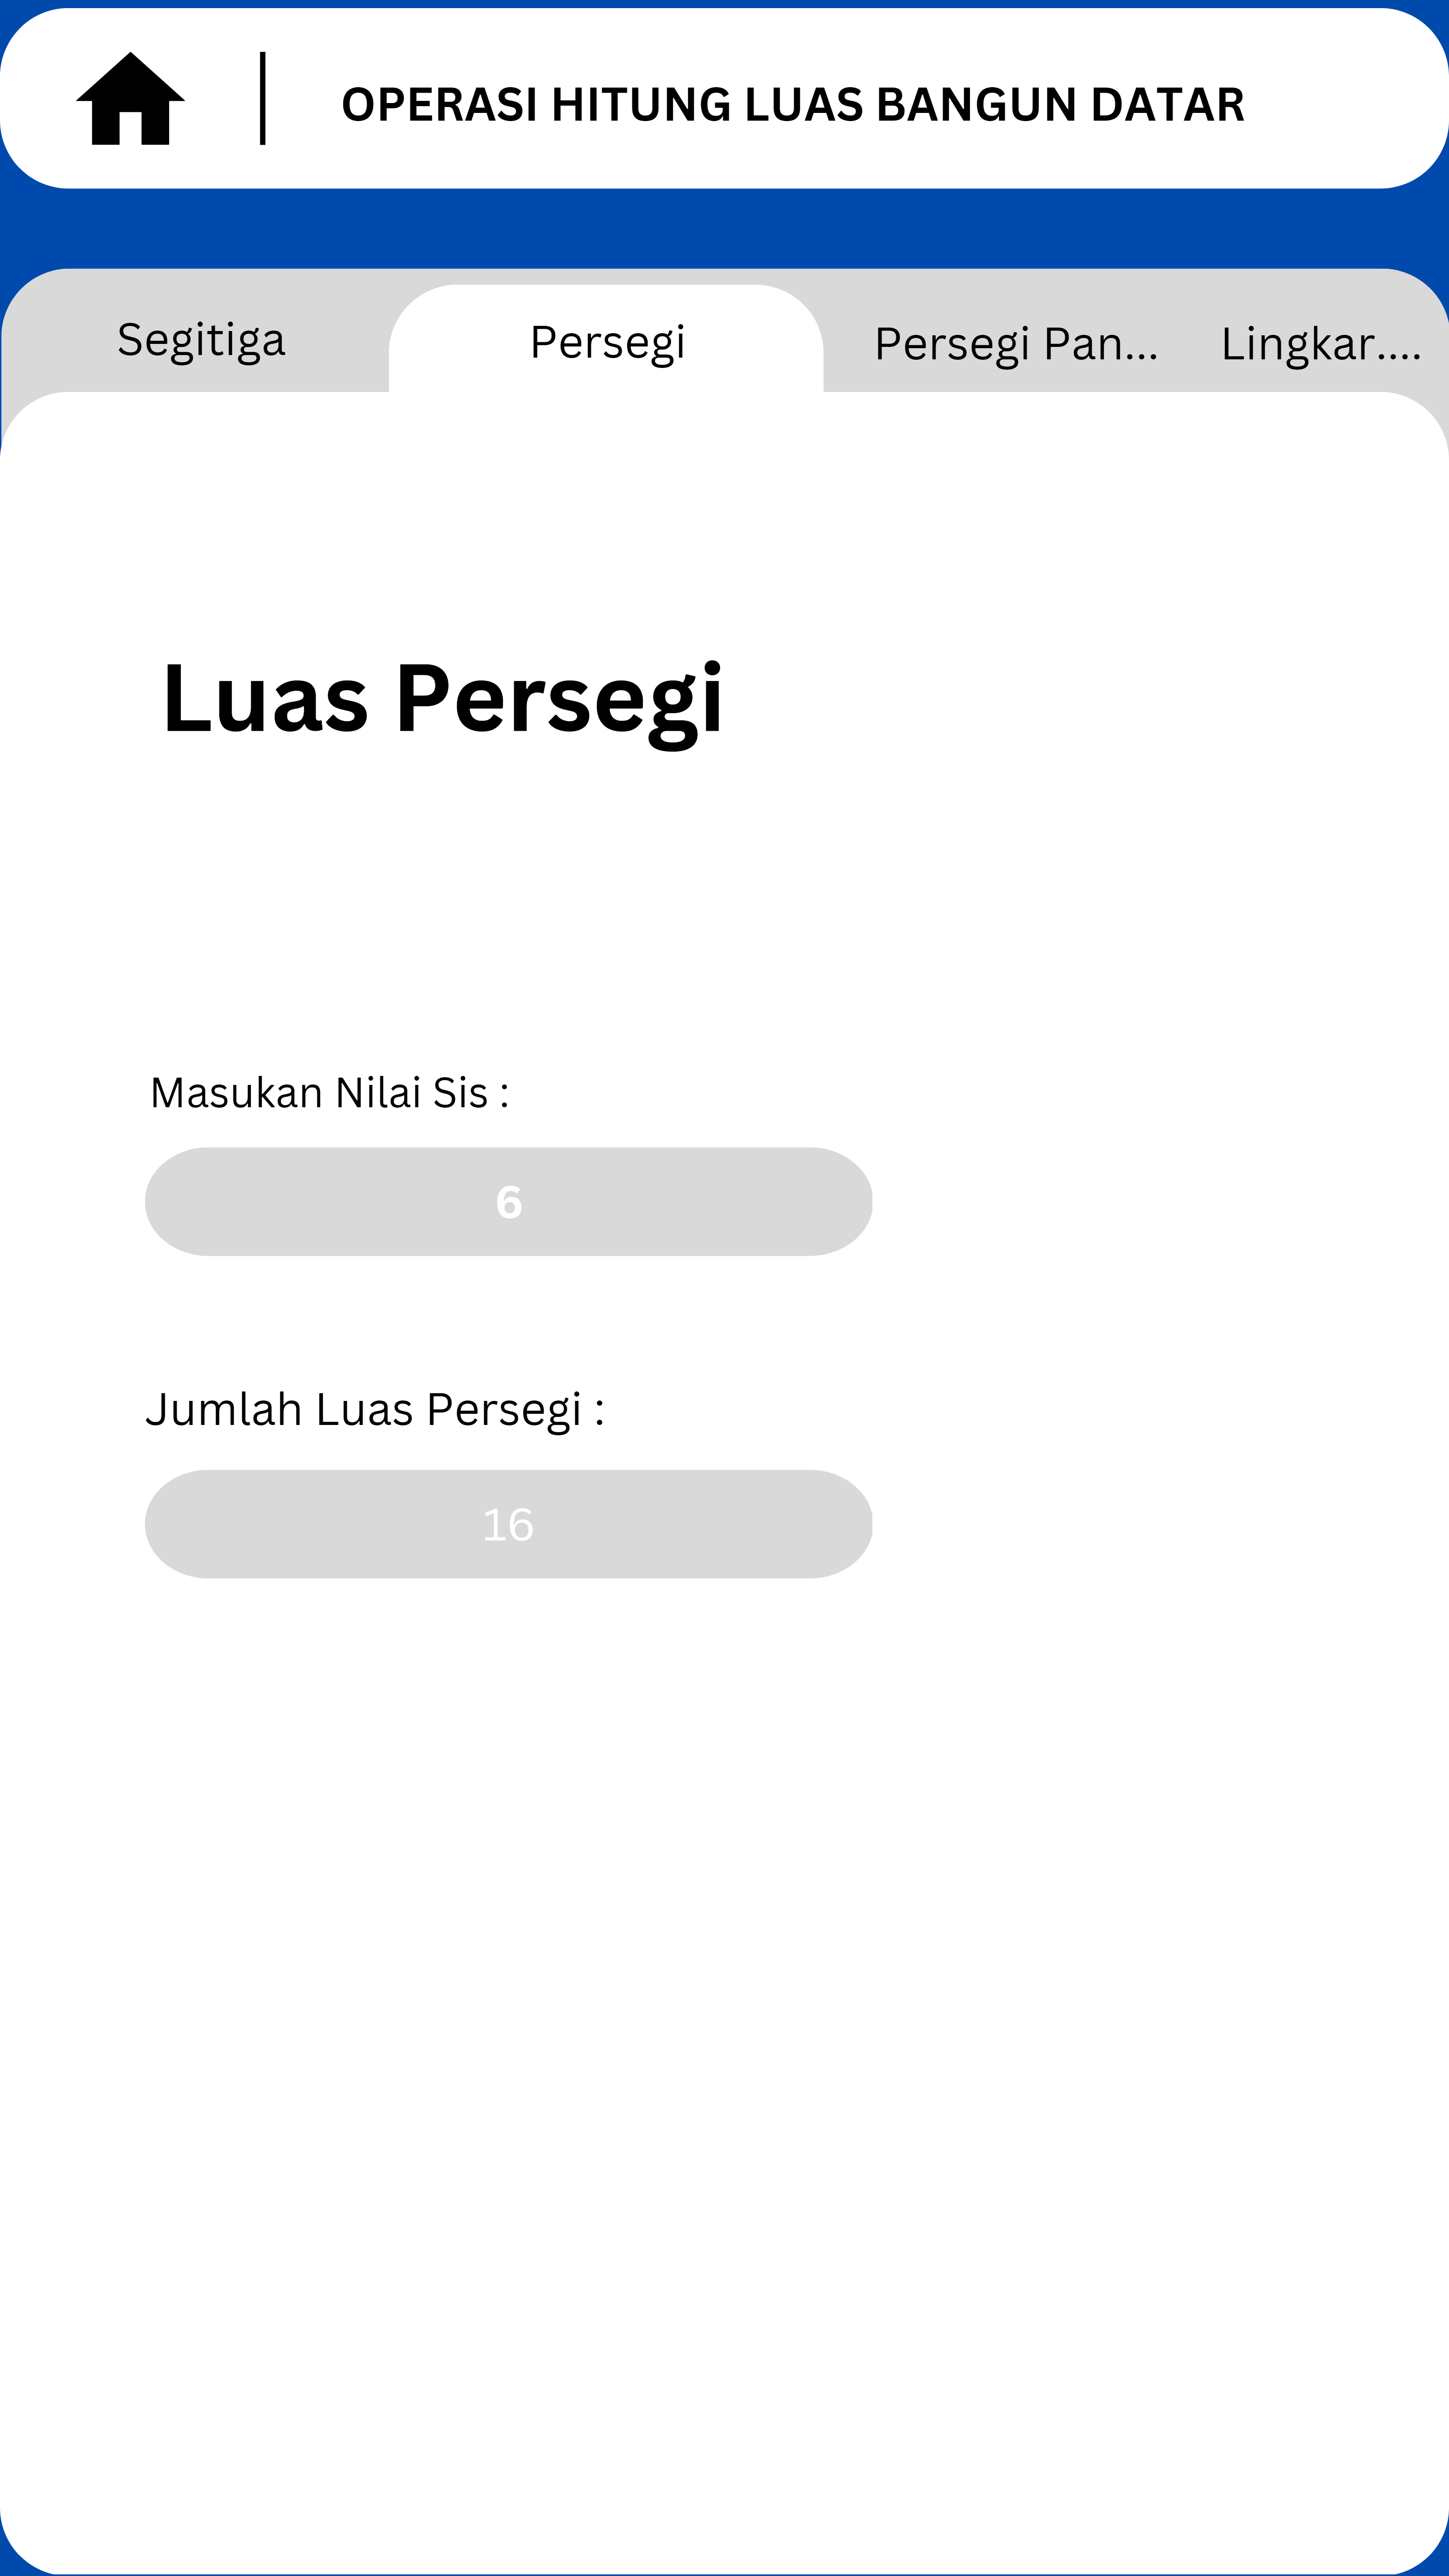 OPERASI HITUNG LUAS BANGUN DATAR
Segitiga
Persegi
Persegi Pan...
Lingkar....
Luas Persegi
Masukan Nilai Sis :
6
Jumlah Luas Persegi :
16